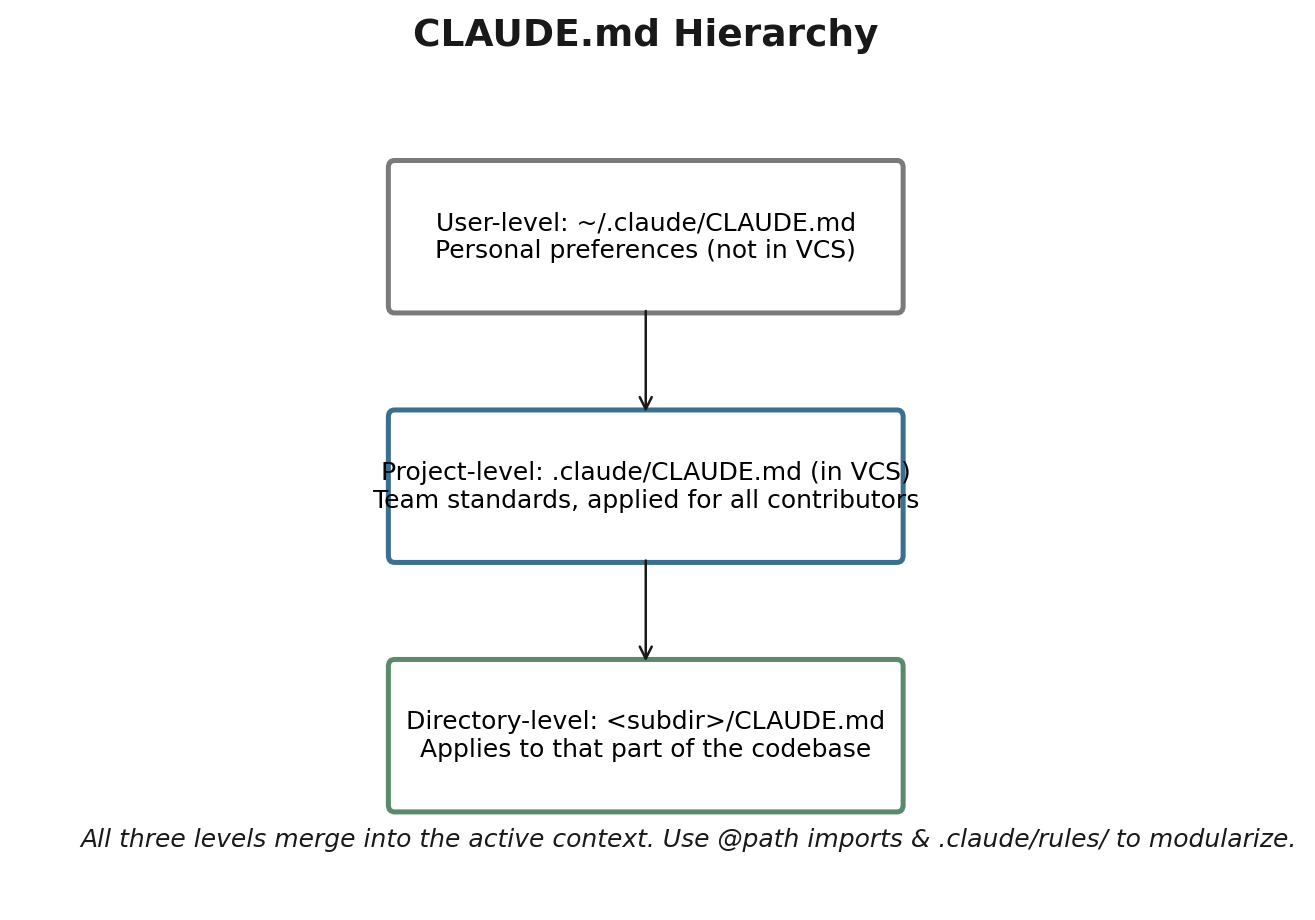 CLAUDE.md Hierarchy
User-level: ~/.claude/CLAUDE.md
Personal preferences (not in VCS)
Project-level: .claude/CLAUDE.md (in VCS)
Team standards, applied for all contributors
Directory-level: <subdir>/CLAUDE.md
Applies to that part of the codebase
All three levels merge into the active context. Use @path imports & .claude/rules/ to modularize.